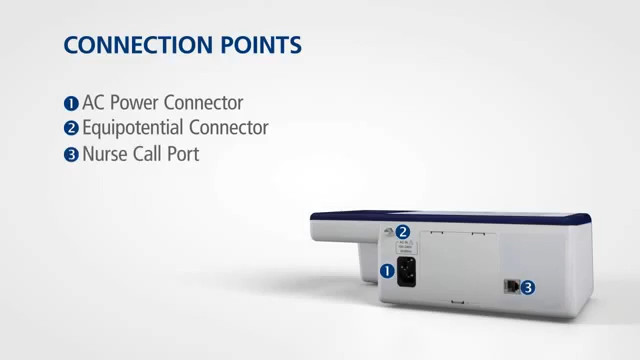 CONNECTION POINTS
1 AC Power Connector
2 Equipotential Connector
3 Nurse Call Port
2
1
3